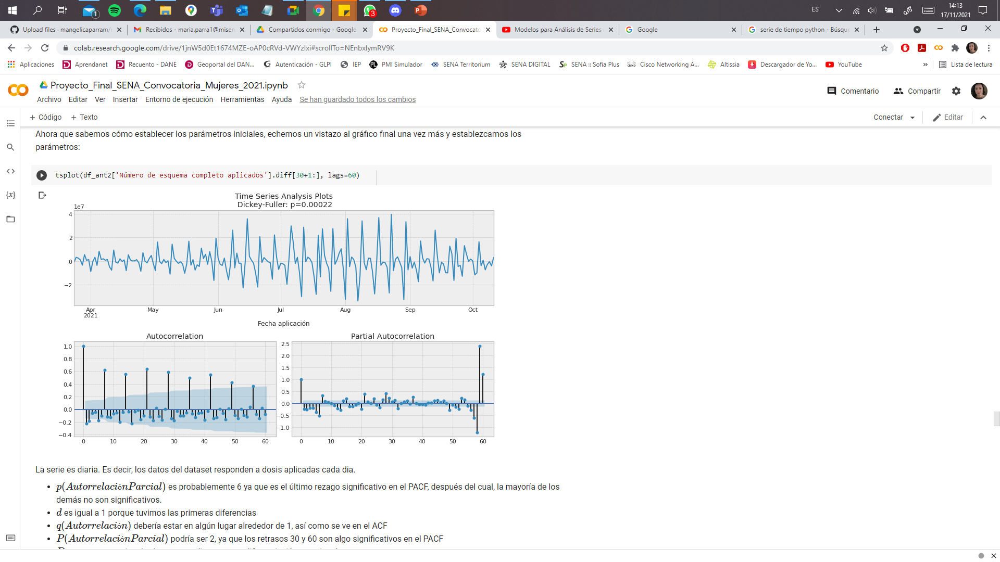 ES
14:13
17/11/2021
1
3
Upload files · mangelicaparram/r
Recibidos - maria.parra1@misen
Compartidos conmigo - Google
Proyecto_Final_SENA_Convocato
Modelos para Análisis de Series
Google
serie de tiempo python - Búsque
colab.research.google.com/drive/1jnW5d0Et1674MZE-oAP0cRVd-VWYzIxi#scrollTo=NEnbxlymRV9K
Aplicaciones
Aprendanet
Recuento - DANE
Geoportal del DAN...
Autenticación - GLPI
IEP
PMI Simulador
SENA Territorium
SENA DIGITAL
SENA :: Sofia Plus
Cisco Networking A...
Altissia
Descargador de Yo...
YouTube
»
Lista de lectura
Proyecto_Final_SENA_Convocatoria_Mujeres_2021.ipynb
Archivo Editar Ver Insertar Entorno de ejecución Herramientas Ayuda Se han guardado todos los cambios
Comentario
Compartir
+ Código + Texto
Conectar
Editar
Ahora que sabemos cómo establecer los parámetros iniciales, echemos un vistazo al gráfico final una vez más y establezcamos los
parámetros:
tsplot(df_ant2['Número de esquema completo aplicados'].diff[30+1:], lags=60)
Time Series Analysis Plots
Dickey-Fuller: p=0.00022
1e7
4
2
0
−2
Apr May Jun Jul Aug Sep Oct
2021
Fecha aplicación
Autocorrelation
1.0
0.8
0.6
0.4
0.2
0.0
−0.2
−0.4
0 10 20 30 40 50 60
Partial Autocorrelation
2.5
2.0
1.5
1.0
0.5
0.0
−0.5
−1.0
0 10 20 30 40 50 60
La serie es diaria. Es decir, los datos del dataset responden a dosis aplicadas cada dia.
• p(AutorrelaciónParcial) es probablemente 6 ya que es el último rezago significativo en el PACF, después del cual, la mayoría de los
demás no son significativos.
• d es igual a 1 porque tuvimos las primeras diferencias
• q(Autorrelación) debería estar en algún lugar alrededor de 1, así como se ve en el ACF
• P(AutorrelaciónParcial) podría ser 2, ya que los retrasos 30 y 60 son algo significativos en el PACF